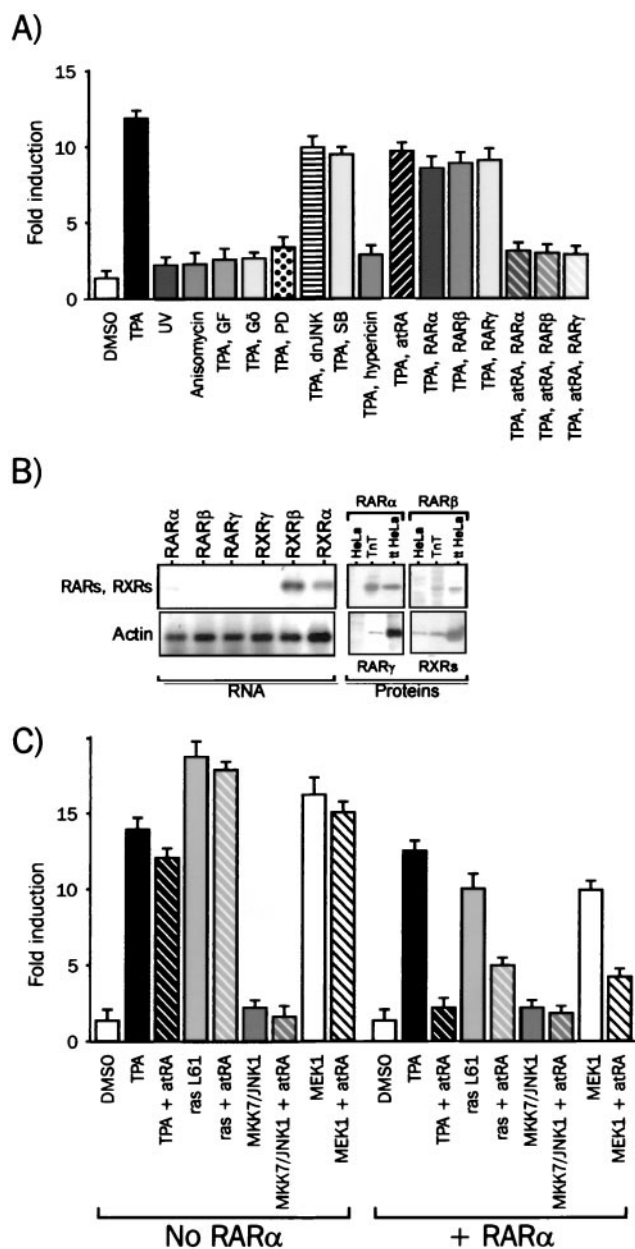 A)
Fold induction
15
10
5
0
DMSO
TPA
UV
Anisomycin
TPA, GF
TPA, Gö
TPA, PD
TPA, dnJNK
TPA, SB
TPA, hypericin
TPA, atRA
TPA, RARα
TPA, RARβ
TPA, RARγ
TPA, atRA, RARα
TPA, atRA, RARβ
TPA, atRA, RARγ
B)
RARα
RARβ
RARγ
RXRγ
RXRβ
RXRα
RARα RARβ
HeLa
TnT
tt HeLa
HeLa
TnT
tt HeLa
RARs, RXRs
Actin
RARγ RXRs
RNA Proteins
C)
Fold induction
15
10
5
0
DMSO
TPA
TPA + atRA
ras L61
ras + atRA
MKK7/JNK1
MKK7/JNK1 + atRA
MEK1
MEK1 + atRA
DMSO
TPA
TPA + atRA
ras L61
ras + atRA
MKK7/JNK1
MKK7/JNK1 + atRA
MEK1
MEK1 + atRA
No RARα + RARα